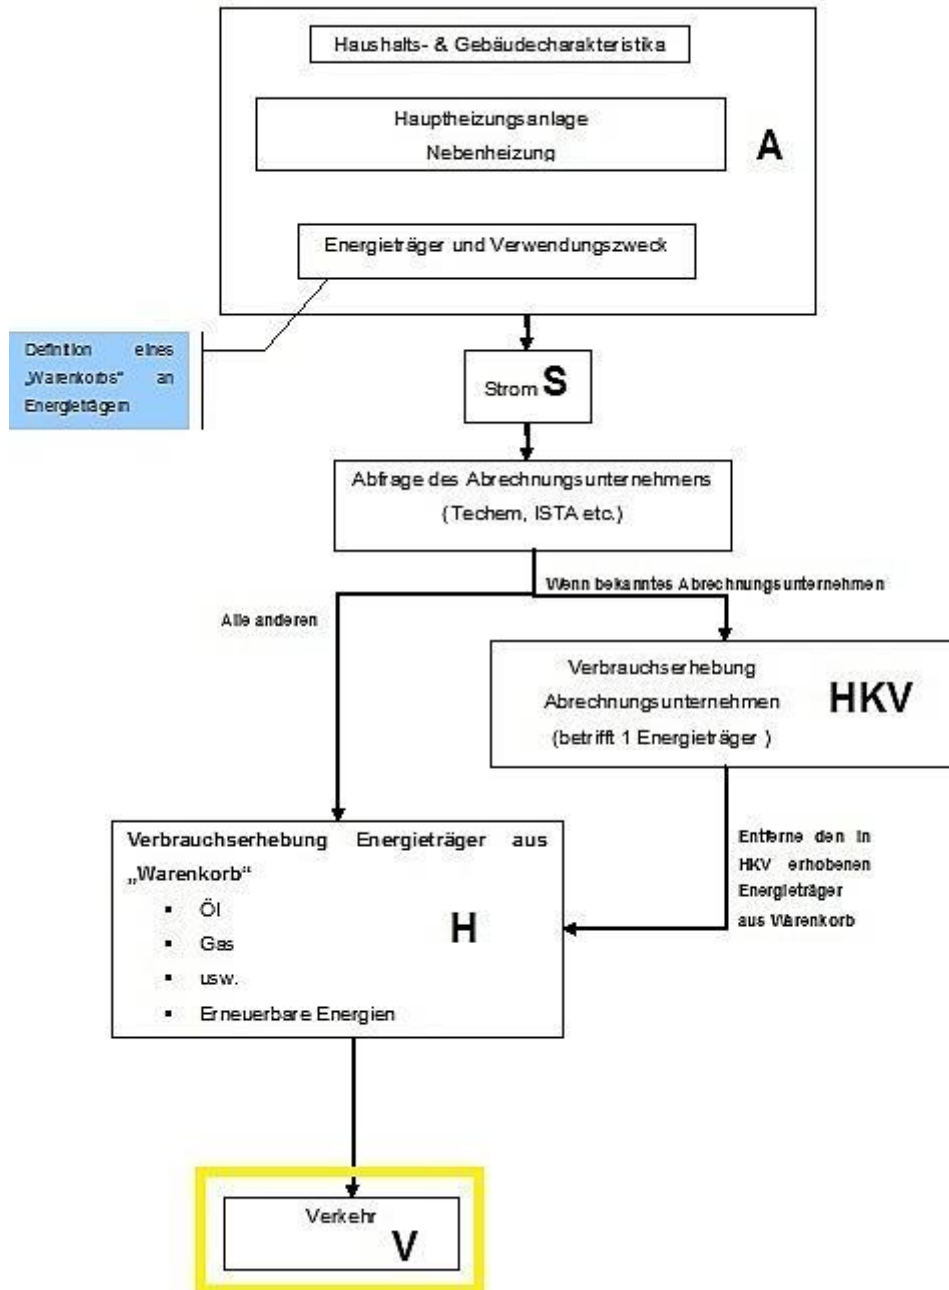 Haushalts- & Gebäudecharakteristika
Hauptheizungsanlage
Nebenheizung
A
Energieträger und Verwendungszweck
Definition eines
„Warenkorbs“ an
Energieträgern
Strom S
Abfrage des Abrechnungsunternehmens
(Techem, ISTA etc.)
Wenn bekanntes Abrechnungsunternehmen
Alle anderen
Verbrauchserhebung
Abrechnungsunternehmen
(betrifft 1 Energieträger )
HKV
Verbrauchserhebung Energieträger aus
„Warenkorb“
▪ Öl
▪ Gas
▪ usw.
▪ Erneuerbare Energien
H
Entferne den in
HKV erhobenen
Energieträger
aus Warenkorb
Verkehr
V